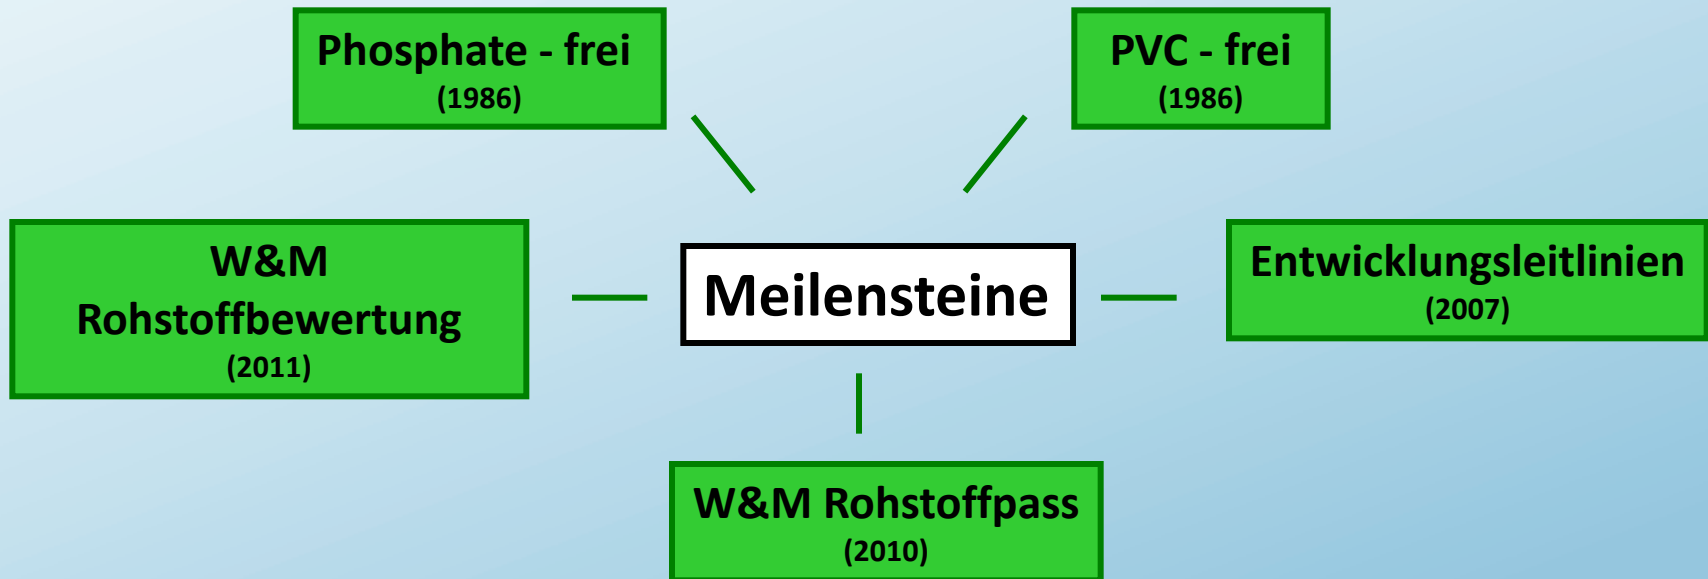 Phosphate - frei
(1986)
PVC - frei
(1986)
W&M
Rohstoffbewertung
(2011)
Meilensteine
Entwicklungsleitlinien
(2007)
W&M Rohstoffpass
(2010)